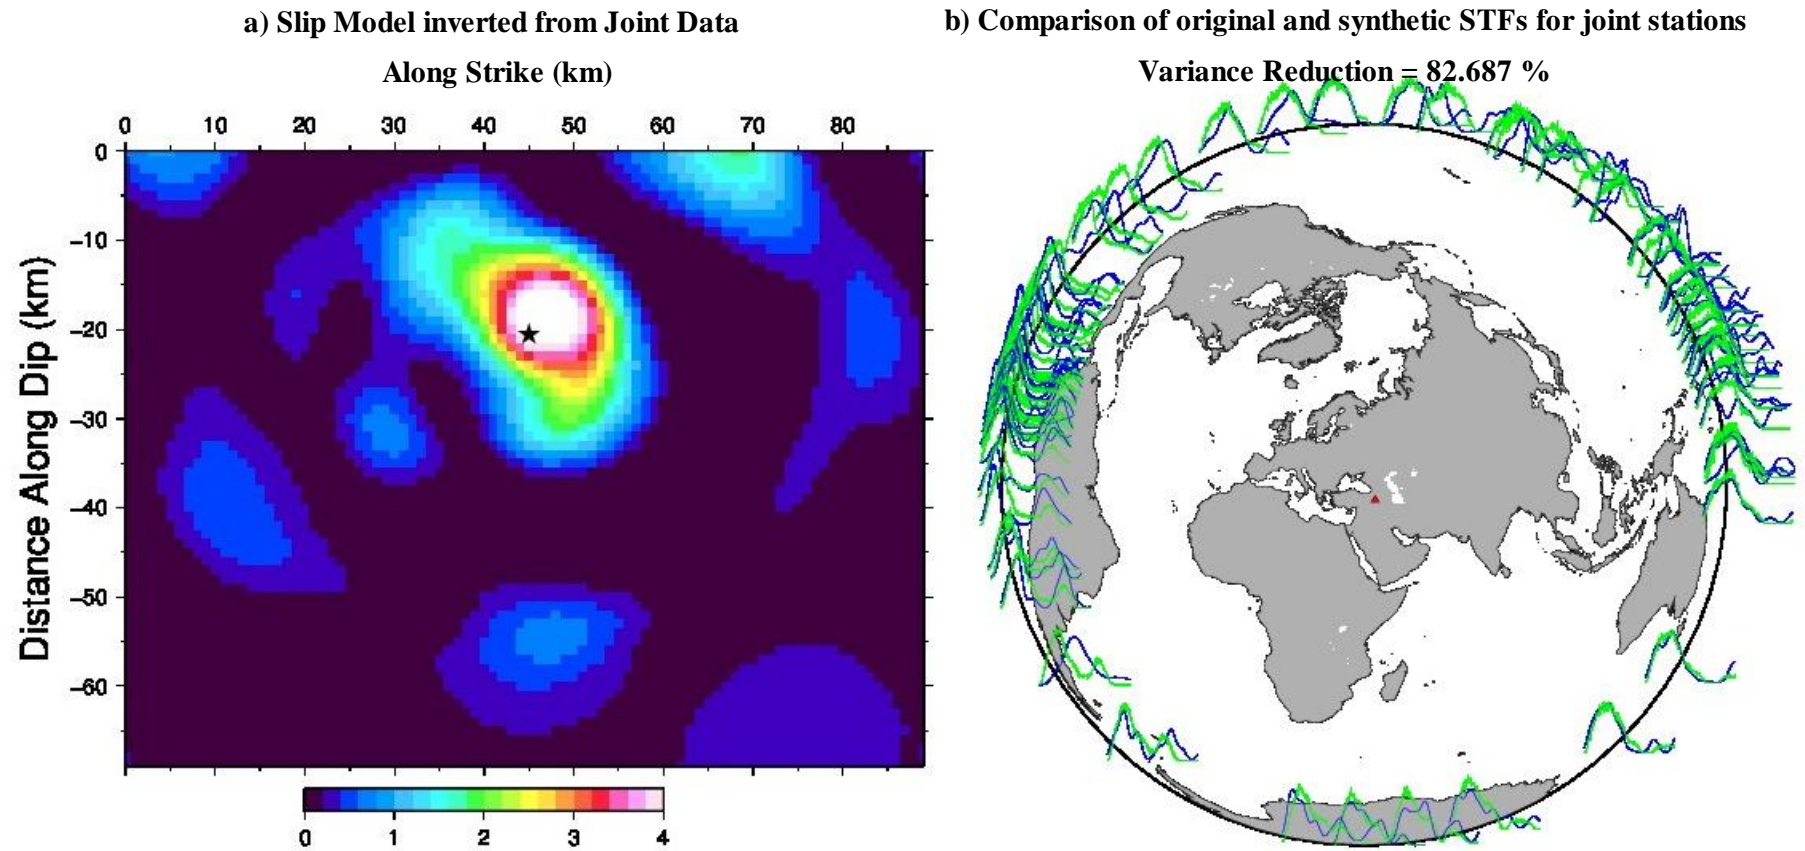 a) Slip Model inverted from Joint Data
Along Strike (km)
0 10 20 30 40 50 60 70 80
Distance Along Dip (km)
0
−10
−20
−30
−40
−50
−60
0 1 2 3 4
b) Comparison of original and synthetic STFs for joint stations
Variance Reduction = 82.687 %